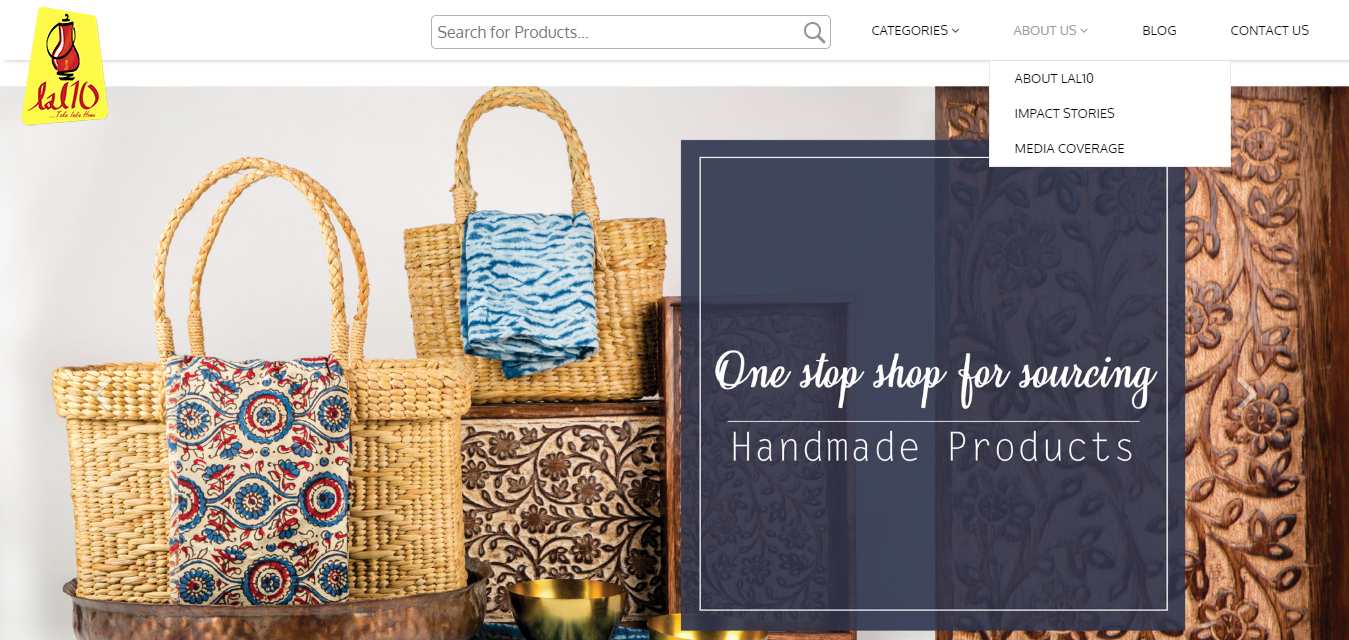 lal10
...Take India Home
Search for Products...
CATEGORIES
ABOUT US
BLOG
CONTACT US
ABOUT LAL10
IMPACT STORIES
MEDIA COVERAGE
One stop shop for sourcing
Handmade Products